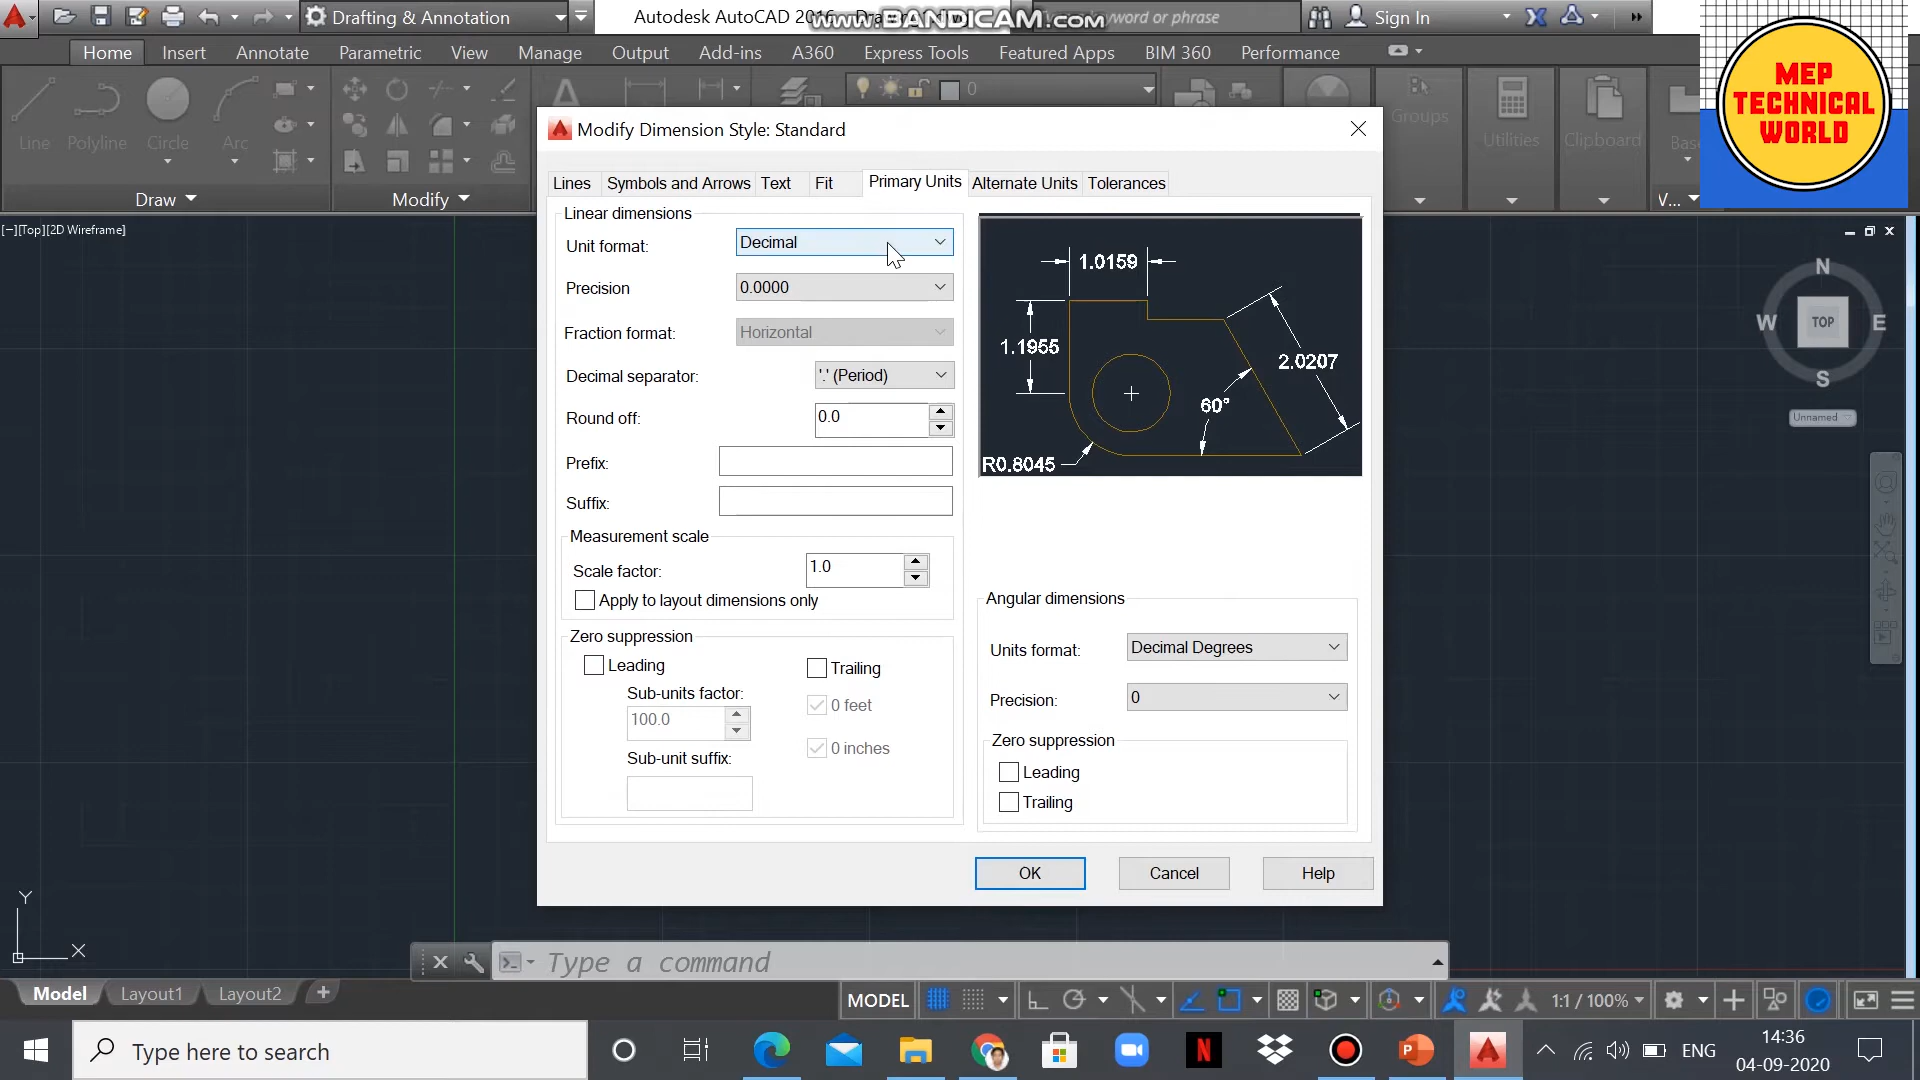 Drafting & Annotation
Autodesk AutoCAD 2016
www.BANDICAM.com
word or phrase
Sign In
Home
Insert
Annotate
Parametric
View
Manage
Output
Add-ins
A360
Express Tools
Featured Apps
BIM 360
Performance
MEP
TECHNICAL
WORLD
Line
Polyline
Circle
Arc
0
Groups
Utilities
Clipboard
Draw
Modify
V...
[−][Top][2D Wireframe]
Modify Dimension Style: Standard
Lines
Symbols and Arrows
Text
Fit
Primary Units
Alternate Units
Tolerances
Linear dimensions
Unit format:
Decimal
Precision
0.0000
Fraction format:
Horizontal
Decimal separator:
'.' (Period)
Round off:
0.0
Prefix:
Suffix:
Measurement scale
Scale factor:
1.0
Apply to layout dimensions only
Zero suppression
Leading
Trailing
Sub-units factor:
100.0
0 feet
0 inches
Sub-unit suffix:
1.0159
1.1955
2.0207
60°
R0.8045
Angular dimensions
Units format:
Decimal Degrees
Precision:
0
Zero suppression
Leading
Trailing
OK
Cancel
Help
N
W
TOP
E
S
Unnamed
Y
X
Type a command
Model
Layout1
Layout2
MODEL
1:1 / 100%
Type here to search
N
P
ENG
14:36
04-09-2020